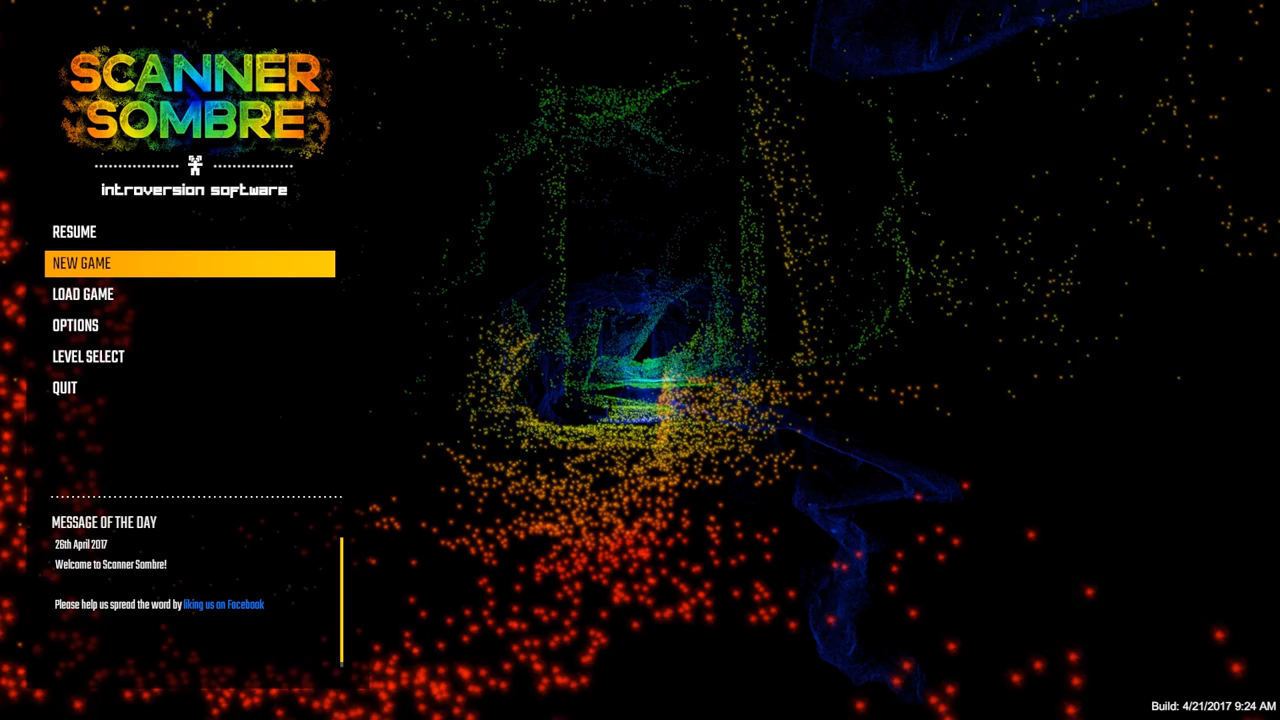 SCANNER
SOMBRE
introversion software
RESUME
NEW GAME
LOAD GAME
OPTIONS
LEVEL SELECT
QUIT
MESSAGE OF THE DAY
26th April 2017
Welcome to Scanner Sombre!
Please help us spread the word by liking us on Facebook
Build: 4/21/2017 9:24 AM